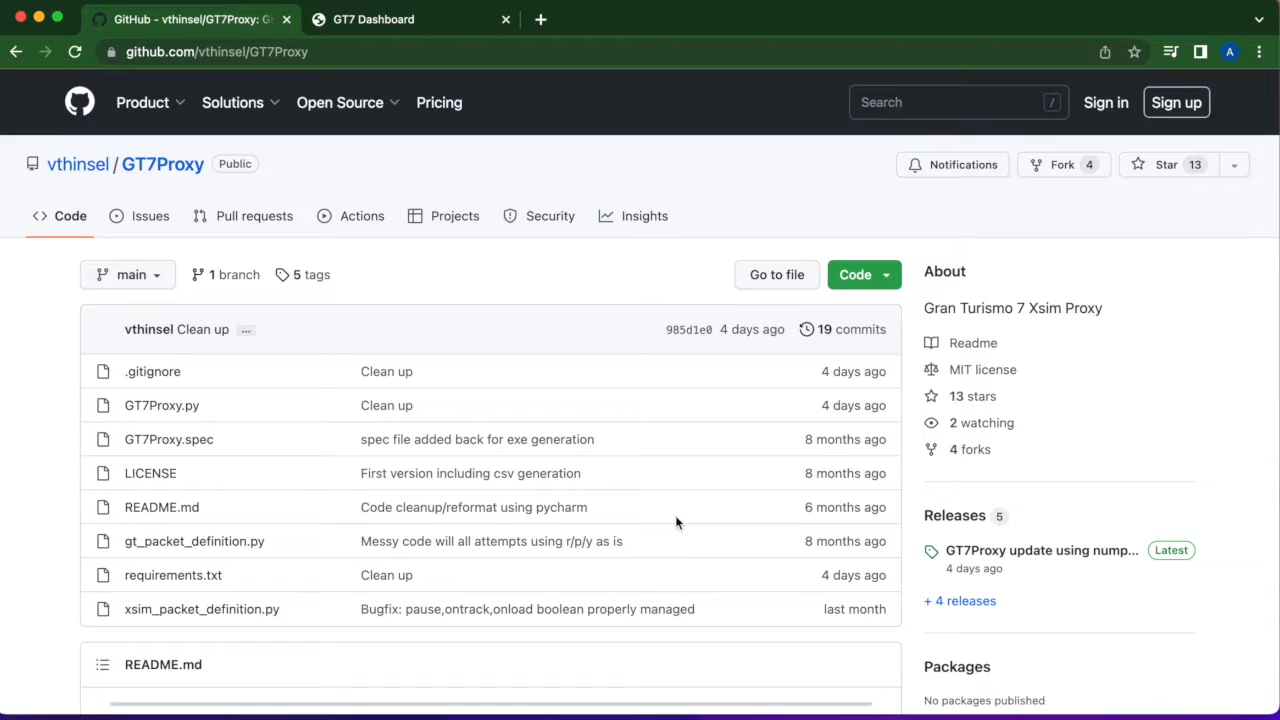 GitHub - vthinsel/GT7Proxy: G
GT7 Dashboard
github.com/vthinsel/GT7Proxy
A
Product Solutions Open Source Pricing
Search /
Sign in Sign up
vthinsel / GT7Proxy Public
Notifications Fork 4 Star 13
Code Issues Pull requests Actions Projects Security Insights
main 1 branch 5 tags
Go to file Code
vthinsel Clean up ... 985d1e0 4 days ago 19 commits
.gitignore Clean up 4 days ago
GT7Proxy.py Clean up 4 days ago
GT7Proxy.spec spec file added back for exe generation 8 months ago
LICENSE First version including csv generation 8 months ago
README.md Code cleanup/reformat using pycharm 6 months ago
gt_packet_definition.py Messy code will all attempts using r/p/y as is 8 months ago
requirements.txt Clean up 4 days ago
xsim_packet_definition.py Bugfix: pause,ontrack,onload boolean properly managed last month
README.md
About
Gran Turismo 7 Xsim Proxy
Readme
MIT license
13 stars
2 watching
4 forks
Releases 5
GT7Proxy update using nump... Latest
4 days ago
+ 4 releases
Packages
No packages published